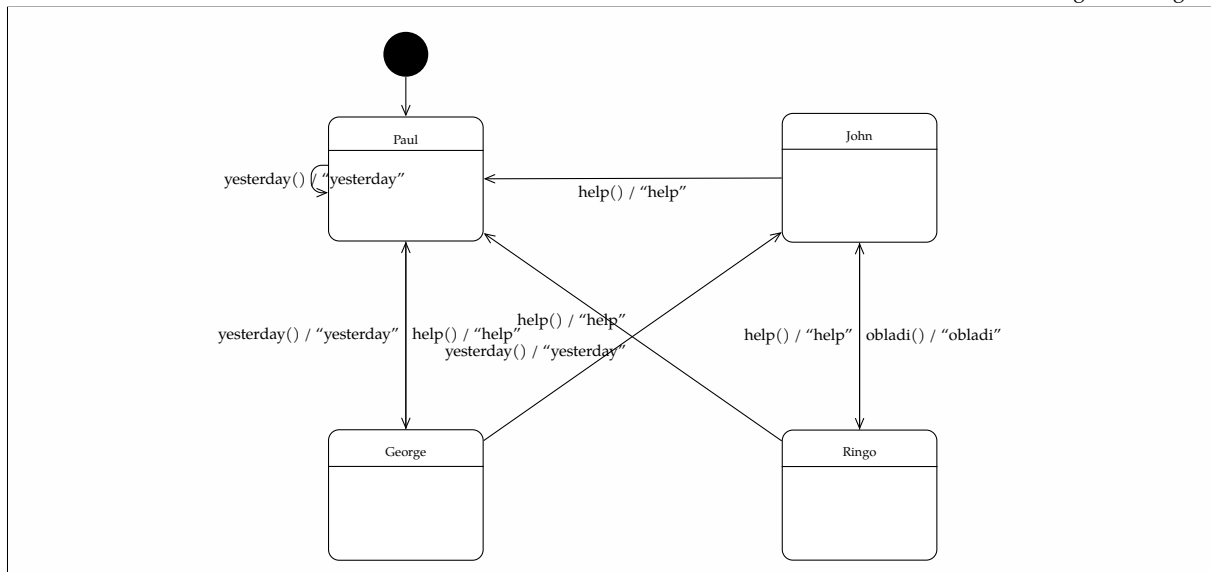 Paul
John
yesterday() / “yesterday”
help() / “help”
help() / “help”
yesterday() / “yesterday”
help() / “help”
help() / “help”
obladi() / “obladi”
yesterday() / “yesterday”
George
Ringo